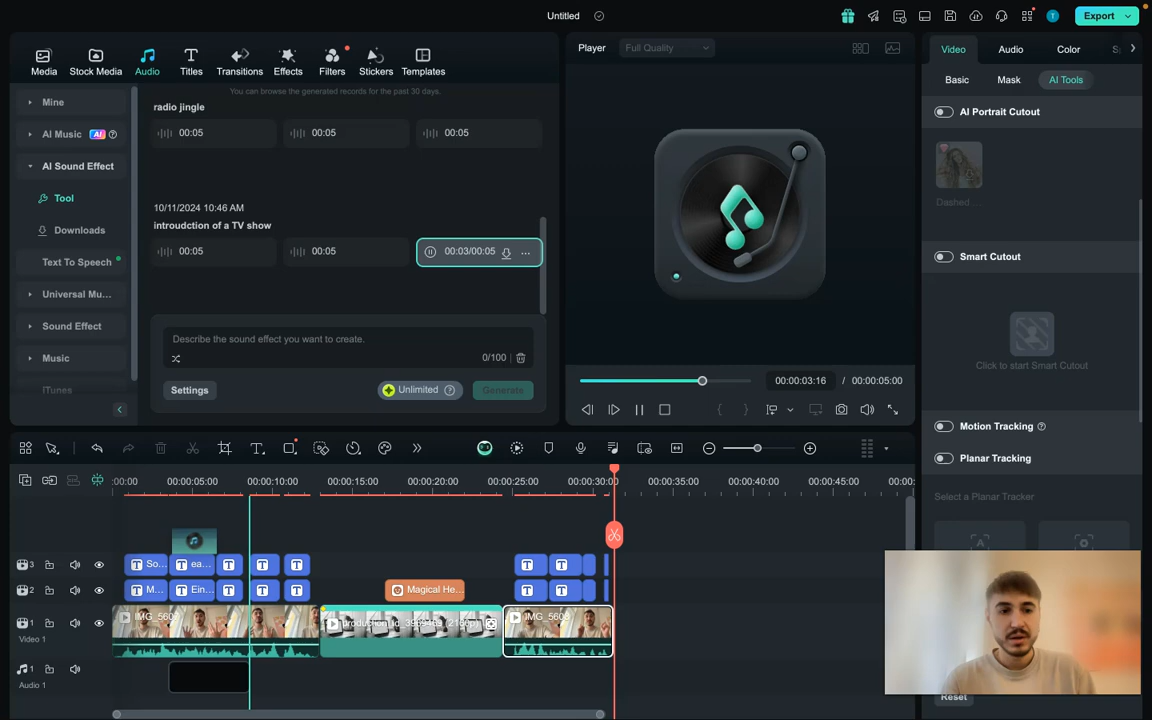 Untitled
Export
Media
Stock Media
Audio
Titles
Transitions
Effects
Filters
Stickers
Templates
Mine
AI Music
AI
AI Sound Effect
Tool
Downloads
Text To Speech
Universal Mu...
Sound Effect
Music
iTunes
You can browse the generated records for the past 30 days.
radio jingle
00:05
00:05
00:05
10/11/2024 10:46 AM
introudction of a TV show
00:05
00:05
00:03/00:05
Describe the sound effect you want to create.
0/100
Settings
Unlimited
Generate
Player
Full Quality
00:00:03:16 / 00:00:05:00
Video
Audio
Color
Basic
Mask
AI Tools
AI Portrait Cutout
Dashed ...
Smart Cutout
Click to start Smart Cutout
Motion Tracking
Planar Tracking
Select a Planar Tracker
Reset
:00:00
00:00:05:00
00:00:10:00
00:00:15:00
00:00:20:00
00:00:25:00
00:00:30:00
00:00:35:00
00:00:40:00
00:00:45:00
00:00:
3
So...
ea...
2
M...
Ein...
Magical He...
1
Video 1
1
Audio 1